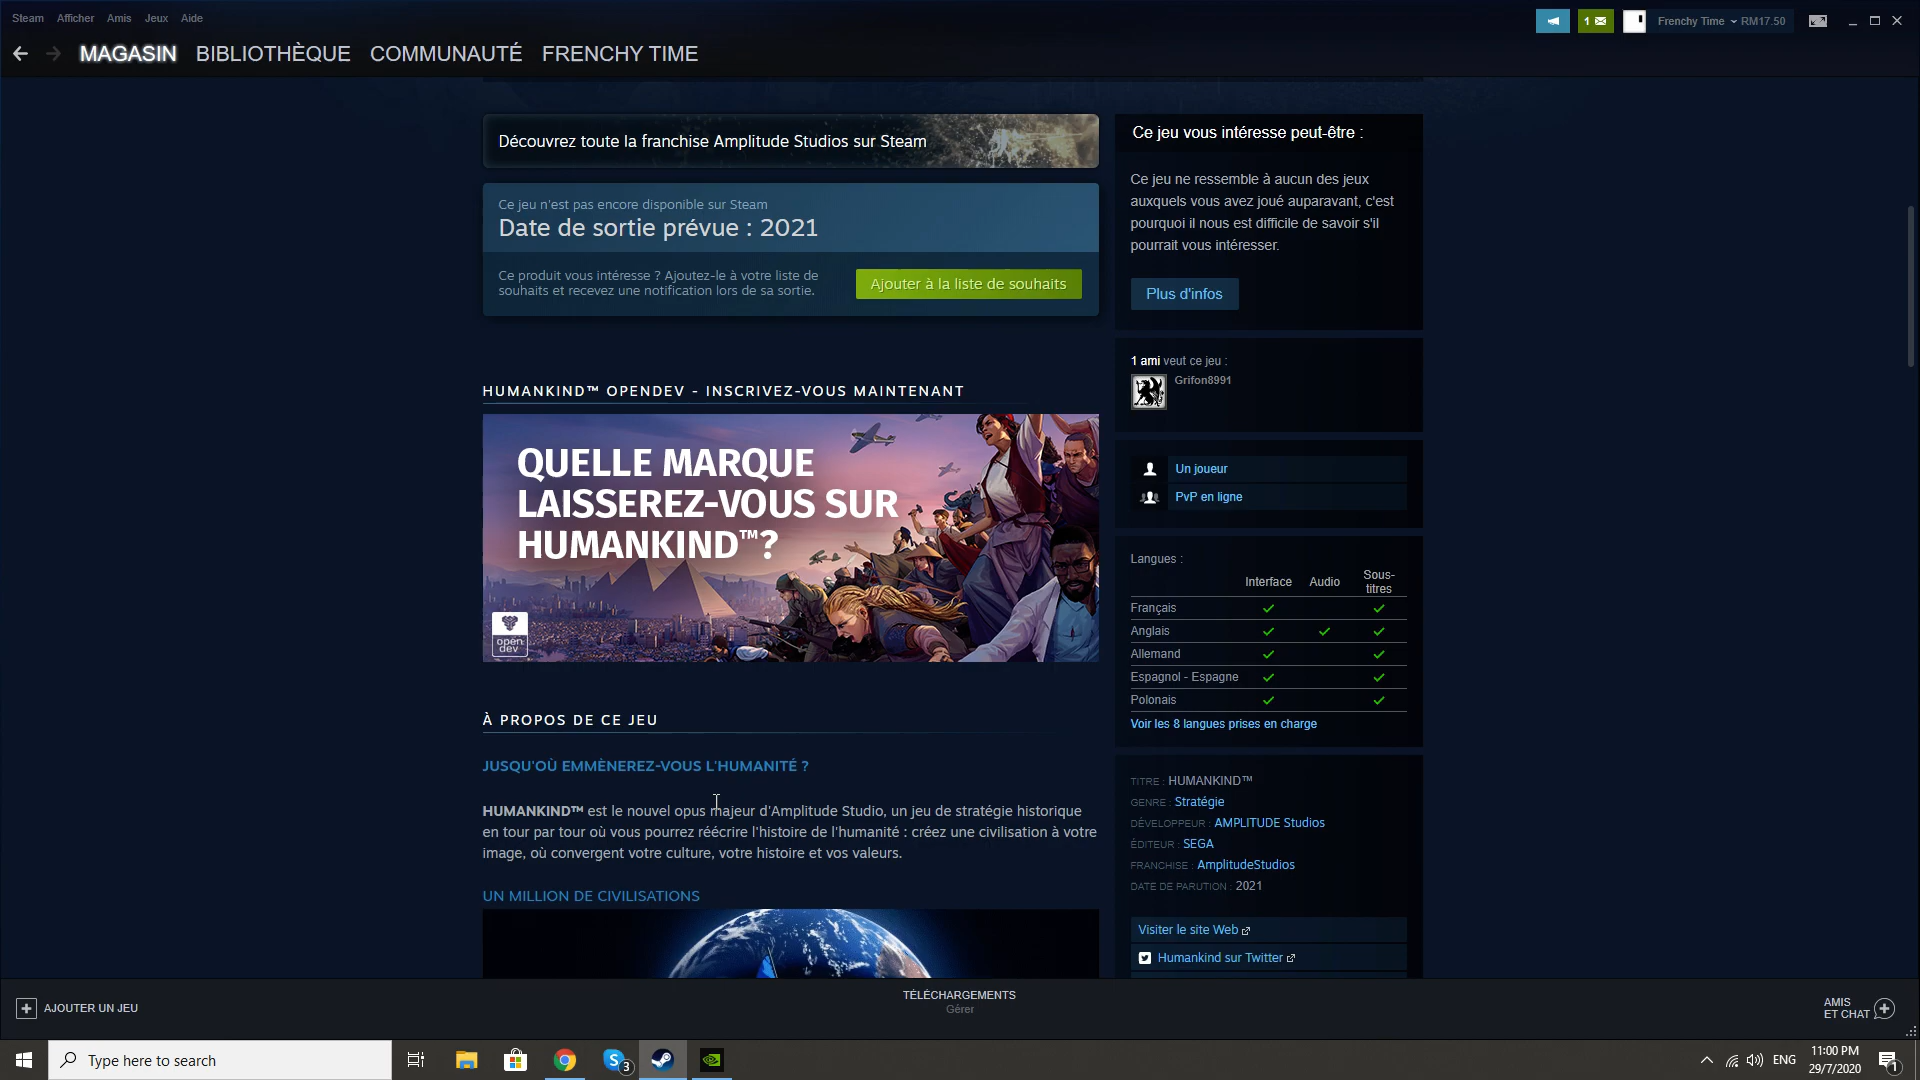 Steam Afficher Amis Jeux Aide
1
Frenchy Time RM17.50
MAGASIN BIBLIOTHÈQUE COMMUNAUTÉ FRENCHY TIME
Découvrez toute la franchise Amplitude Studios sur Steam
Ce jeu n'est pas encore disponible sur Steam
Date de sortie prévue : 2021
Ce produit vous intéresse ? Ajoutez-le à votre liste de
souhaits et recevez une notification lors de sa sortie.
Ajouter à la liste de souhaits
HUMANKIND™ OPENDEV - INSCRIVEZ-VOUS MAINTENANT
QUELLE MARQUE
LAISSEREZ-VOUS SUR
HUMANKIND™?
open
dev
À PROPOS DE CE JEU
JUSQU'OÙ EMMÈNEREZ-VOUS L'HUMANITÉ ?
HUMANKIND™ est le nouvel opus majeur d'Amplitude Studio, un jeu de stratégie historique
en tour par tour où vous pourrez réécrire l'histoire de l'humanité : créez une civilisation à votre
image, où convergent votre culture, votre histoire et vos valeurs.
UN MILLION DE CIVILISATIONS
Ce jeu vous intéresse peut-être :
Ce jeu ne ressemble à aucun des jeux
auxquels vous avez joué auparavant, c'est
pourquoi il nous est difficile de savoir s'il
pourrait vous intéresser.
Plus d'infos
1 ami veut ce jeu :
Grifon8991
Un joueur
PvP en ligne
Langues :
Interface Audio Sous-
titres
Français
Anglais
Allemand
Espagnol - Espagne
Polonais
Voir les 8 langues prises en charge
TITRE : HUMANKIND™
GENRE : Stratégie
DÉVELOPPEUR : AMPLITUDE Studios
ÉDITEUR : SEGA
FRANCHISE : AmplitudeStudios
DATE DE PARUTION : 2021
Visiter le site Web
Humankind sur Twitter
AJOUTER UN JEU
TÉLÉCHARGEMENTS
Gérer
AMIS
ET CHAT
Type here to search
3
ENG
11:00 PM
29/7/2020
1